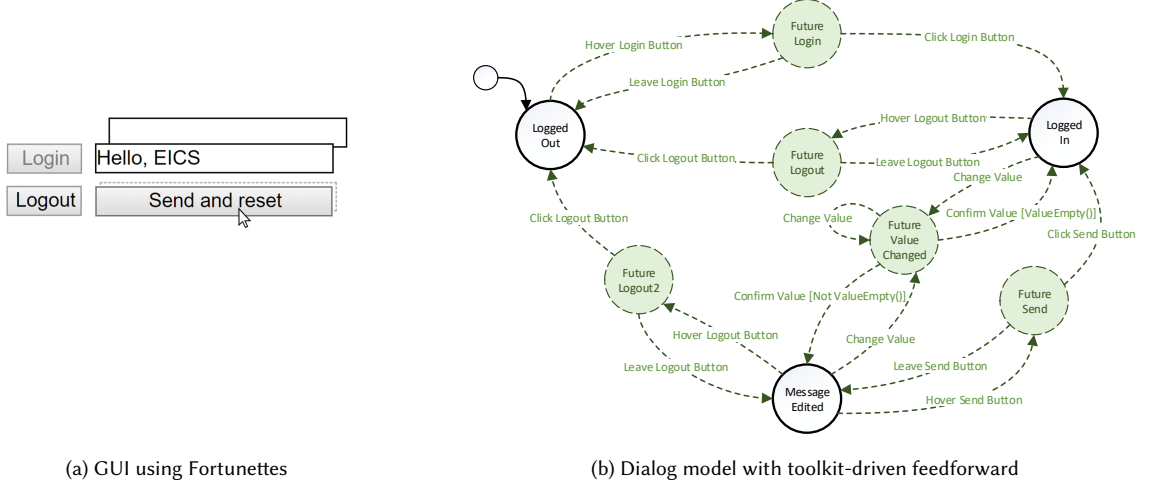 Login
Hello, EICS
Logout
Send and reset
(a) GUI using Fortunettes
Future
Login
Hover Login Button
Click Login Button
Leave Login Button
Logged
Out
Logged
In
Hover Logout Button
Click Logout Button
Future
Logout
Leave Logout Button
Change Value
Change Value
Future
Value
Changed
Confirm Value [ValueEmpty()]
Click Send Button
Click Logout Button
Future
Logout2
Confirm Value [Not ValueEmpty()]
Future
Send
Hover Logout Button
Change Value
Leave Logout Button
Leave Send Button
Message
Edited
Hover Send Button
(b) Dialog model with toolkit-driven feedforward